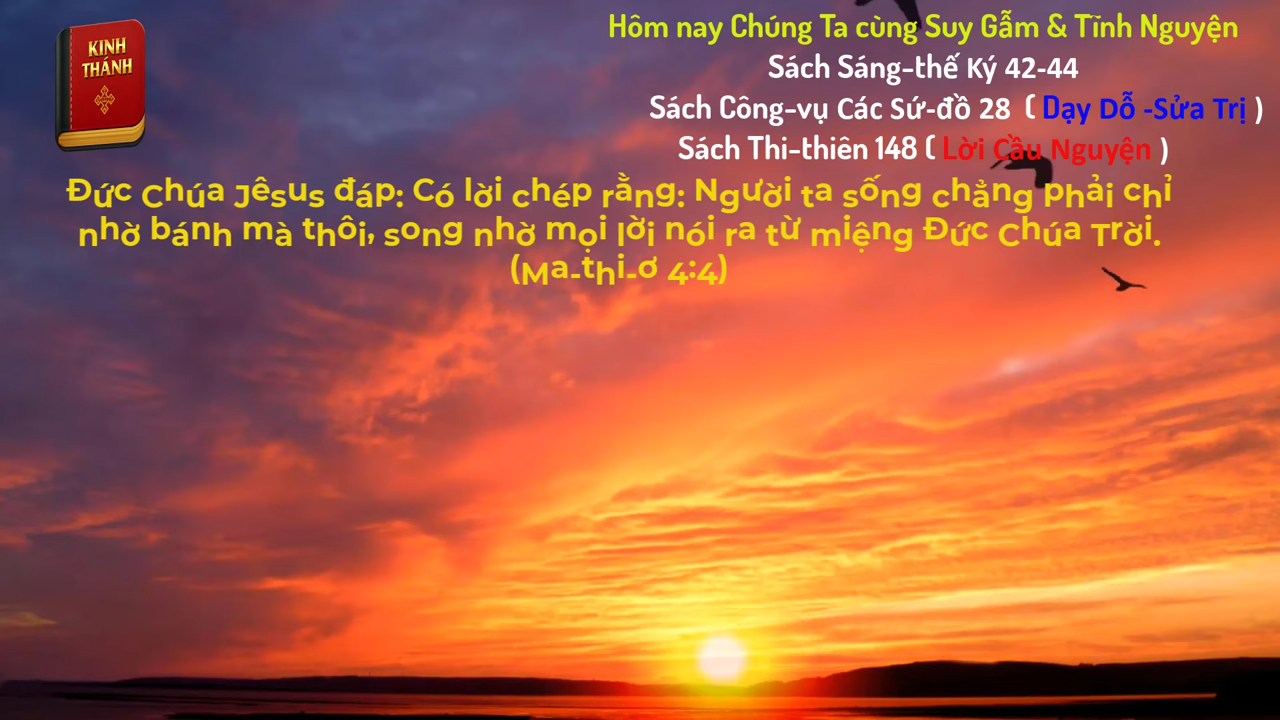 KINH
THÁNH
Hôm nay Chúng Ta cùng Suy Gẫm & Tĩnh Nguyện
Sách Sáng-thế Ký 42-44
Sách Công-vụ Các Sứ-đồ 28 ( Dạy Dỗ -Sửa Trị )
Sách Thi-thiên 148 ( Lời Cầu Nguyện )
Đức Chúa Jêsus đáp: Có lời chép rằng: Người ta sống chẳng phải chỉ
nhờ bánh mà thôi, song nhờ mọi lời nói ra từ miệng Đức Chúa Trời.
(Ma-thi-ơ 4:4)